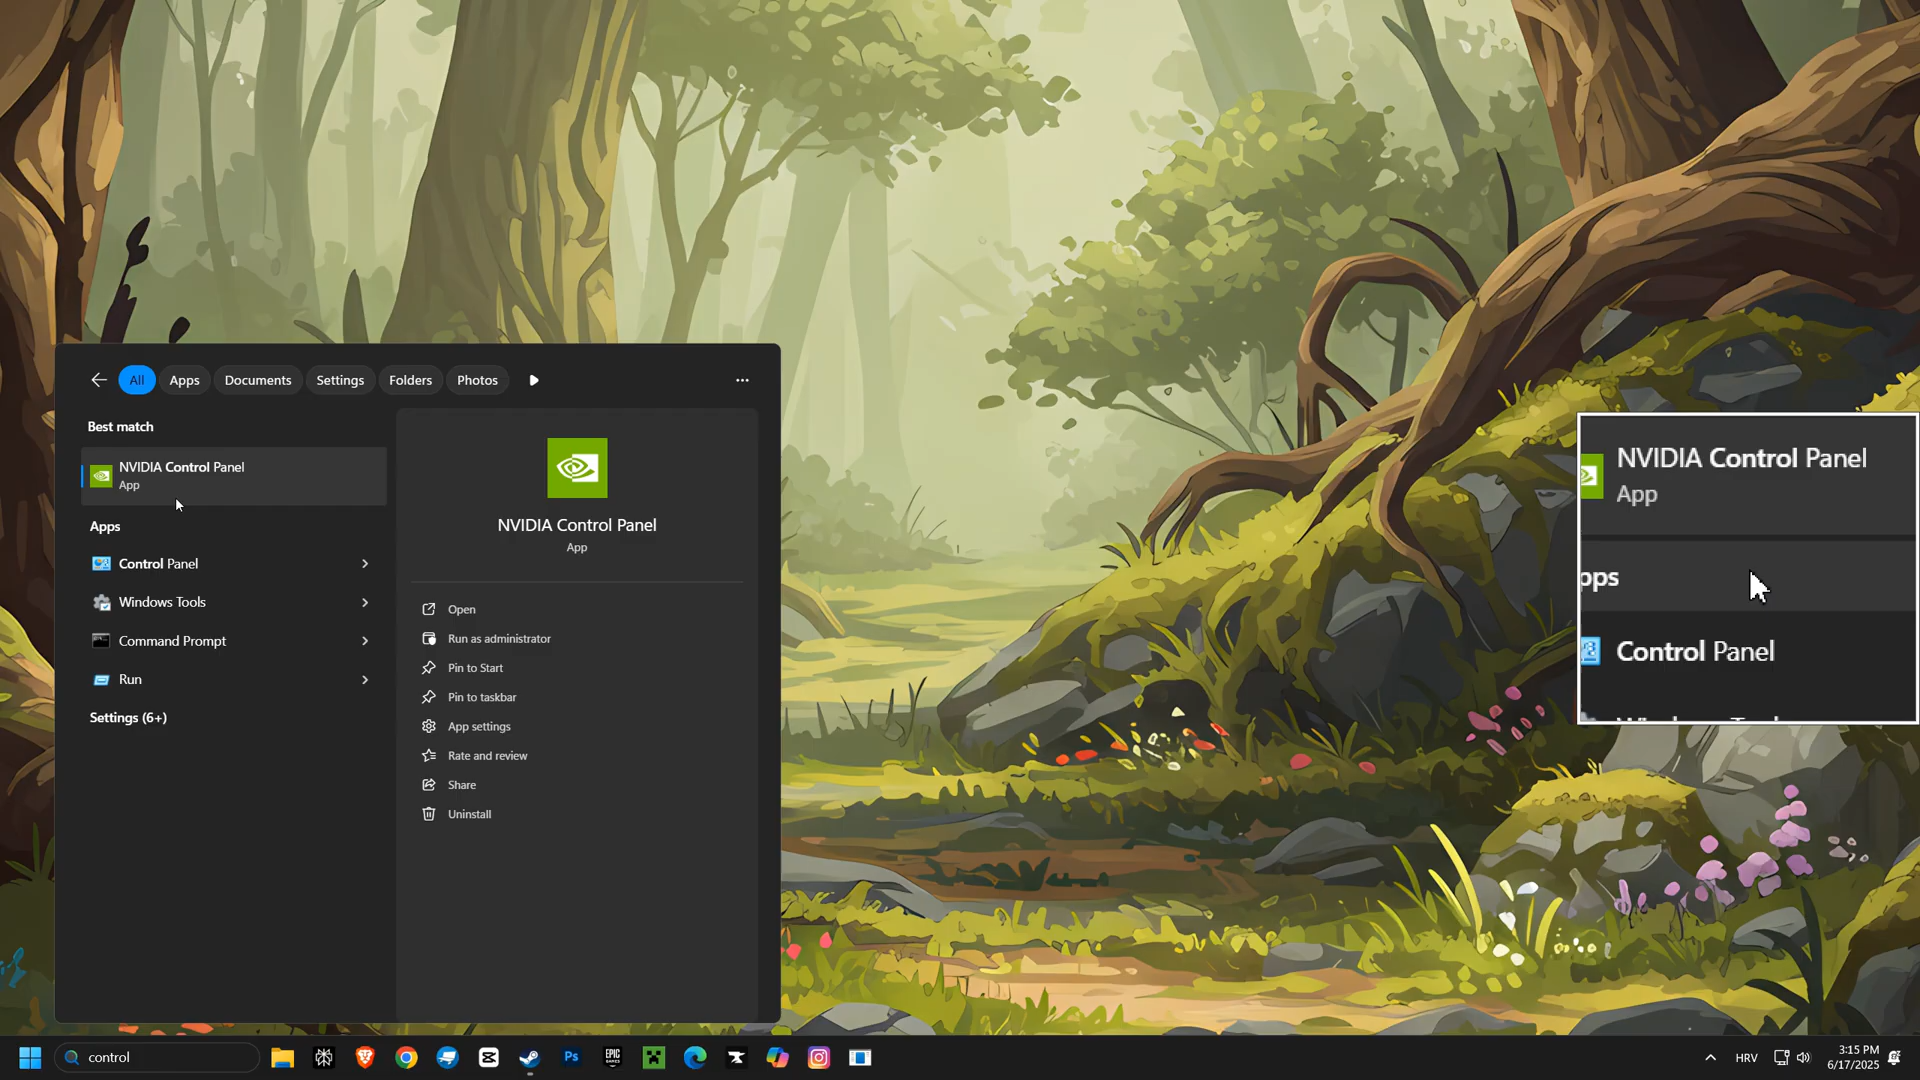 All
Apps
Documents
Settings
Folders
Photos
Best match
NVIDIA Control Panel
App
Apps
Control Panel
Windows Tools
Command Prompt
Run
Settings (6+)
NVIDIA Control Panel
App
Open
Run as administrator
Pin to Start
Pin to taskbar
App settings
Rate and review
Share
Uninstall
NVIDIA Control Panel
App
pps
Control Panel
control
Ps
EPIC
GAMES
HRV
3:15 PM
6/17/2025